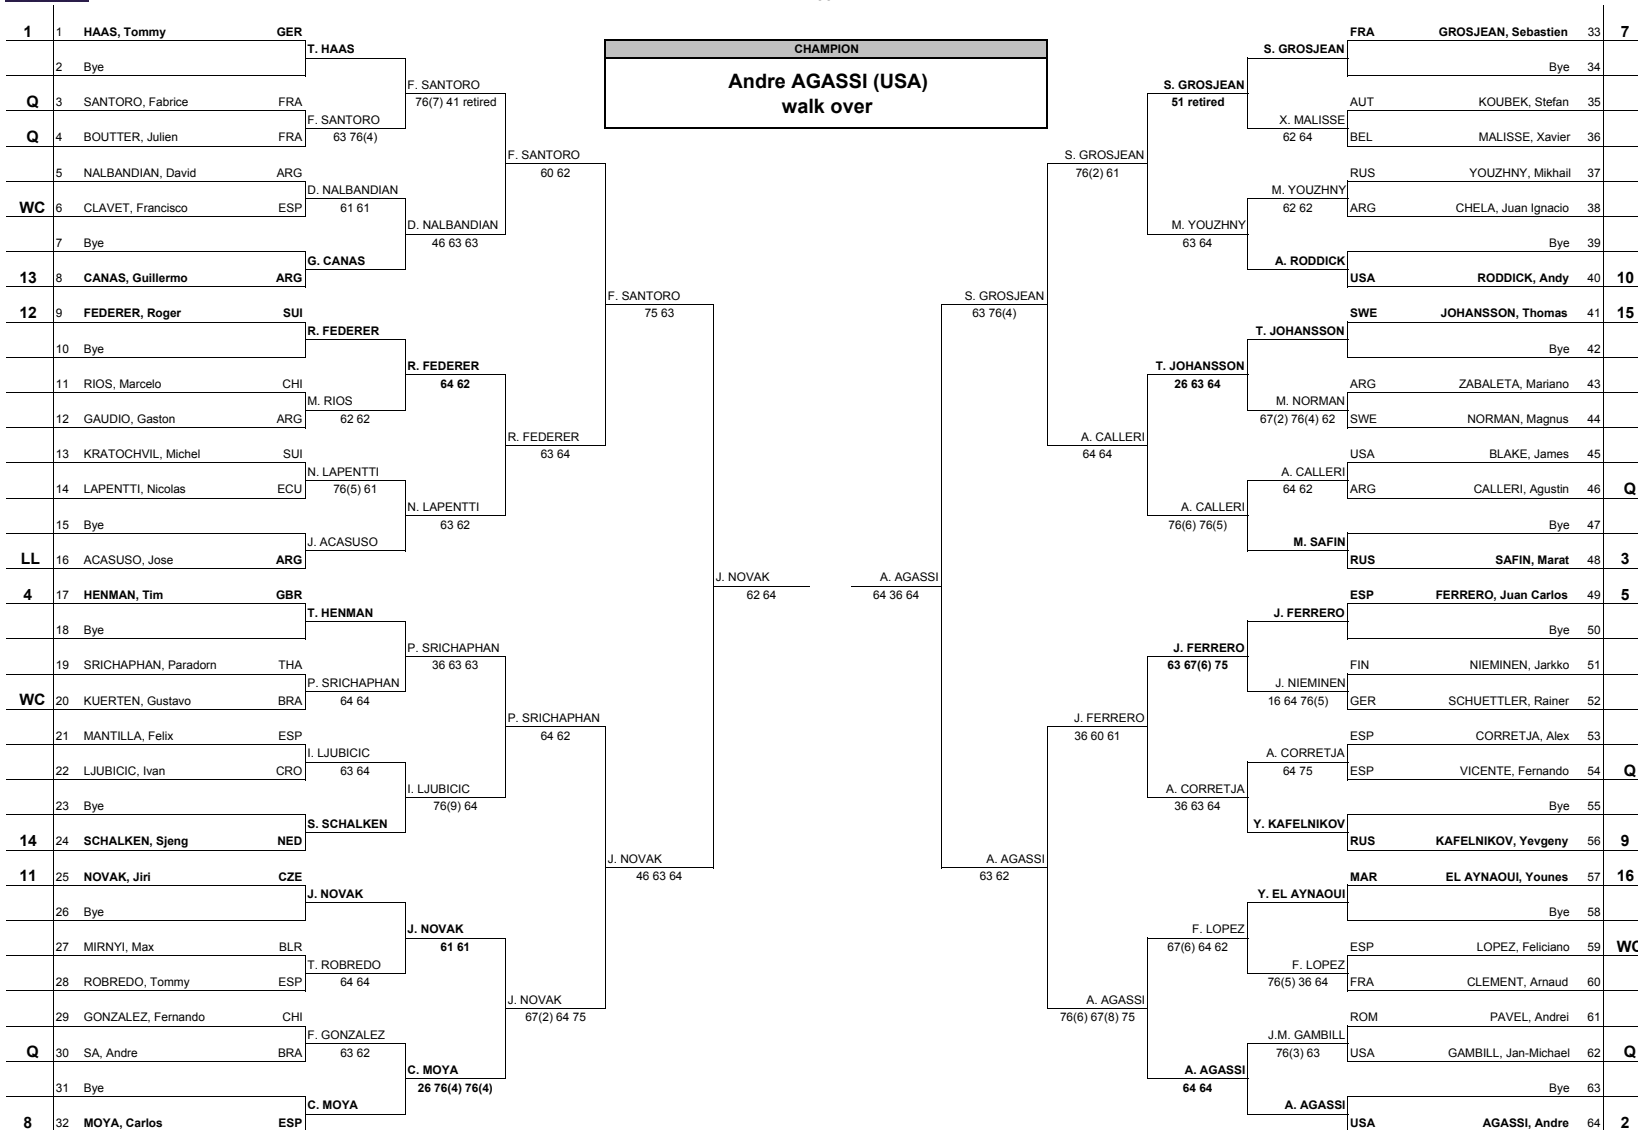 CHAMPION
Andre AGASSI (USA)
walk over
1 1 HAAS, Tommy GER
T. HAAS
2 Bye
F. SANTORO
76(7) 41 retired
Q 3 SANTORO, Fabrice FRA
F. SANTORO
63 76(4)
Q 4 BOUTTER, Julien FRA
F. SANTORO
60 62
5 NALBANDIAN, David ARG
D. NALBANDIAN
61 61
WC 6 CLAVET, Francisco ESP
D. NALBANDIAN
46 63 63
7 Bye
G. CANAS
13 8 CANAS, Guillermo ARG
F. SANTORO
75 63
12 9 FEDERER, Roger SUI
R. FEDERER
10 Bye
R. FEDERER
64 62
11 RIOS, Marcelo CHI
M. RIOS
62 62
12 GAUDIO, Gaston ARG
R. FEDERER
63 64
13 KRATOCHVIL, Michel SUI
N. LAPENTTI
76(5) 61
14 LAPENTTI, Nicolas ECU
N. LAPENTTI
63 62
15 Bye
J. ACASUSO
LL 16 ACASUSO, Jose ARG
J. NOVAK
62 64
4 17 HENMAN, Tim GBR
T. HENMAN
18 Bye
P. SRICHAPHAN
36 63 63
19 SRICHAPHAN, Paradorn THA
P. SRICHAPHAN
64 64
WC 20 KUERTEN, Gustavo BRA
P. SRICHAPHAN
64 62
21 MANTILLA, Felix ESP
I. LJUBICIC
63 64
22 LJUBICIC, Ivan CRO
I. LJUBICIC
76(9) 64
23 Bye
S. SCHALKEN
14 24 SCHALKEN, Sjeng NED
J. NOVAK
46 63 64
11 25 NOVAK, Jiri CZE
J. NOVAK
26 Bye
J. NOVAK
61 61
27 MIRNYI, Max BLR
T. ROBREDO
64 64
28 ROBREDO, Tommy ESP
J. NOVAK
67(2) 64 75
29 GONZALEZ, Fernando CHI
F. GONZALEZ
63 62
Q 30 SA, Andre BRA
C. MOYA
26 76(4) 76(4)
31 Bye
C. MOYA
8 32 MOYA, Carlos ESP
FRA GROSJEAN, Sebastien 33 7
S. GROSJEAN
Bye 34
S. GROSJEAN
51 retired
AUT KOUBEK, Stefan 35
X. MALISSE
62 64
BEL MALISSE, Xavier 36
S. GROSJEAN
76(2) 61
RUS YOUZHNY, Mikhail 37
M. YOUZHNY
62 62
ARG CHELA, Juan Ignacio 38
M. YOUZHNY
63 64
Bye 39
A. RODDICK
USA RODDICK, Andy 40 10
S. GROSJEAN
63 76(4)
SWE JOHANSSON, Thomas 41 15
T. JOHANSSON
Bye 42
T. JOHANSSON
26 63 64
ARG ZABALETA, Mariano 43
M. NORMAN
67(2) 76(4) 62
SWE NORMAN, Magnus 44
A. CALLERI
64 64
USA BLAKE, James 45
A. CALLERI
64 62
ARG CALLERI, Agustin 46 Q
A. CALLERI
76(6) 76(5)
Bye 47
M. SAFIN
RUS SAFIN, Marat 48 3
A. AGASSI
64 36 64
ESP FERRERO, Juan Carlos 49 5
J. FERRERO
Bye 50
J. FERRERO
63 67(6) 75
FIN NIEMINEN, Jarkko 51
J. NIEMINEN
16 64 76(5)
GER SCHUETTLER, Rainer 52
J. FERRERO
36 60 61
ESP CORRETJA, Alex 53
A. CORRETJA
64 75
ESP VICENTE, Fernando 54 Q
A. CORRETJA
36 63 64
Bye 55
Y. KAFELNIKOV
RUS KAFELNIKOV, Yevgeny 56 9
A. AGASSI
63 62
MAR EL AYNAOUI, Younes 57 16
Y. EL AYNAOUI
Bye 58
F. LOPEZ
67(6) 64 62
ESP LOPEZ, Feliciano 59 WC
F. LOPEZ
76(5) 36 64
FRA CLEMENT, Arnaud 60
A. AGASSI
76(6) 67(8) 75
ROM PAVEL, Andrei 61
J.M. GAMBILL
76(3) 63
USA GAMBILL, Jan-Michael 62 Q
A. AGASSI
64 64
Bye 63
A. AGASSI
USA AGASSI, Andre 64 2